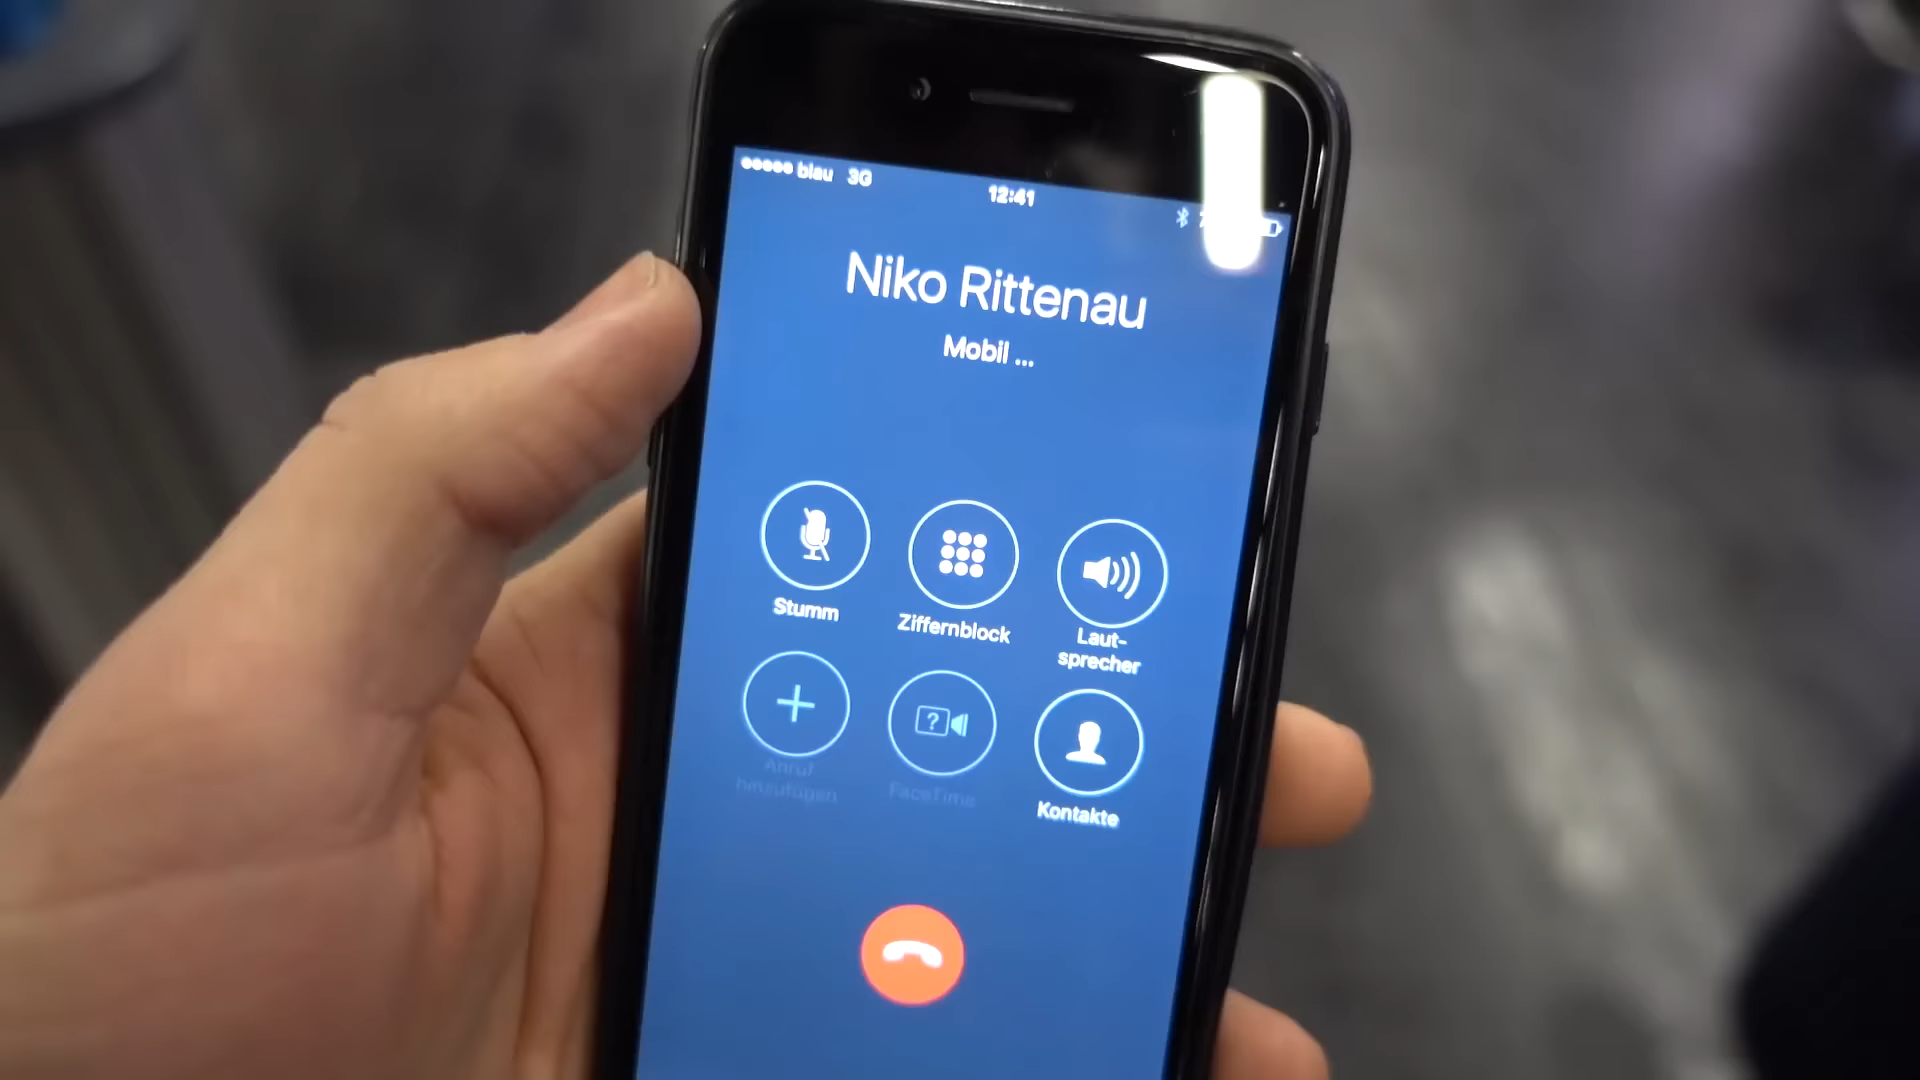 blau 3G 12:41
Niko Rittenau
Mobil ...
Stumm Ziffernblock Laut-
sprecher
?
Anruf
hinzufügen FaceTime Kontakte